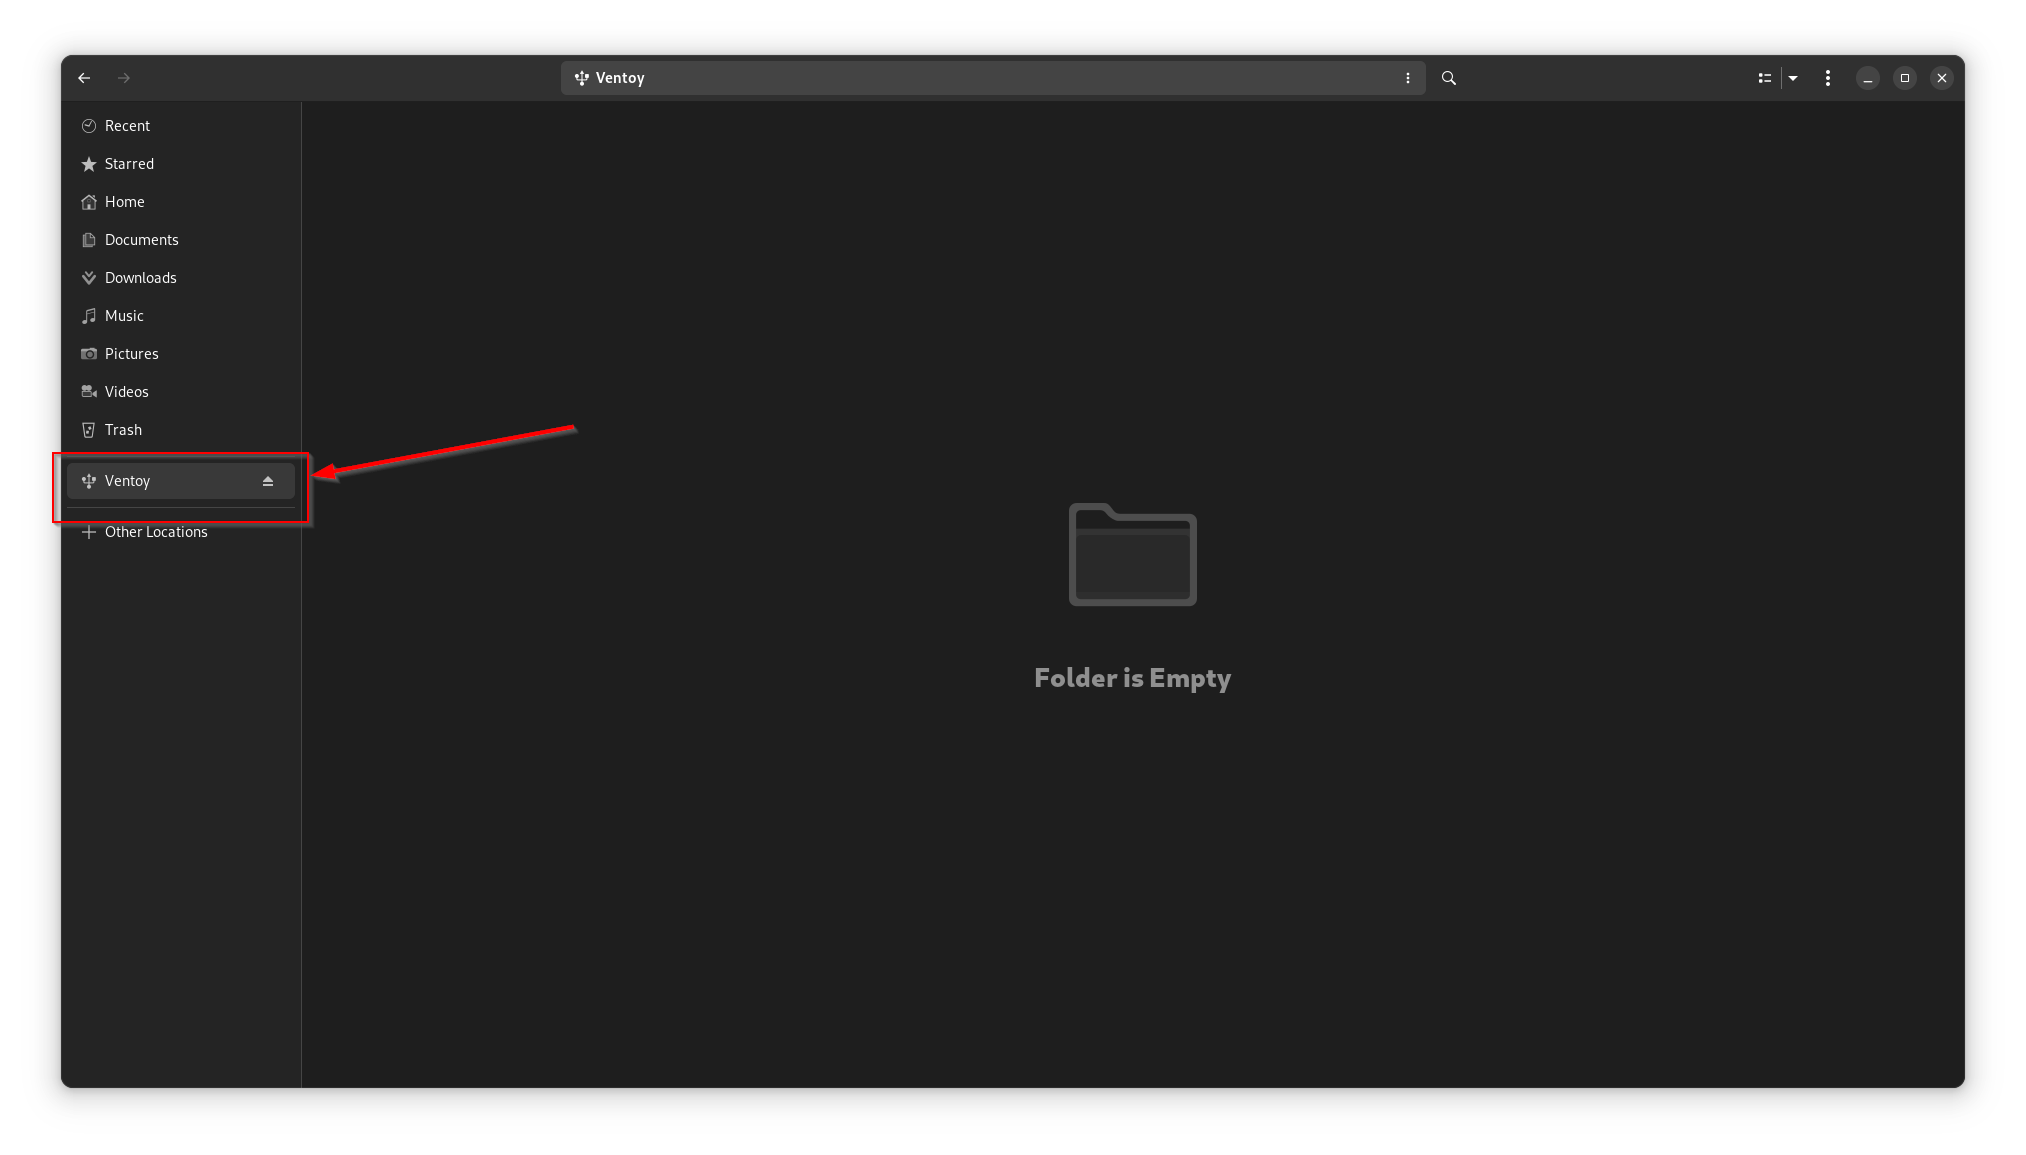 Ventoy
Recent
Starred
Home
Documents
Downloads
Music
Pictures
Videos
Trash
Ventoy
Other Locations
Folder is Empty